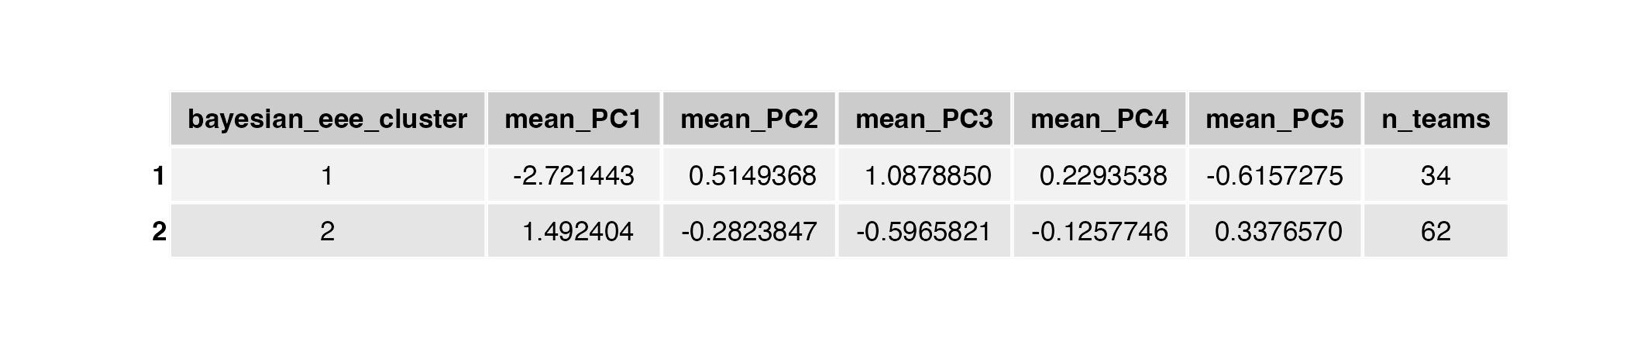 bayesian_eee_cluster mean_PC1 mean_PC2 mean_PC3 mean_PC4 mean_PC5 n_teams
1 1 -2.721443 0.5149368 1.0878850 0.2293538 -0.6157275 34
2 2 1.492404 -0.2823847 -0.5965821 -0.1257746 0.3376570 62